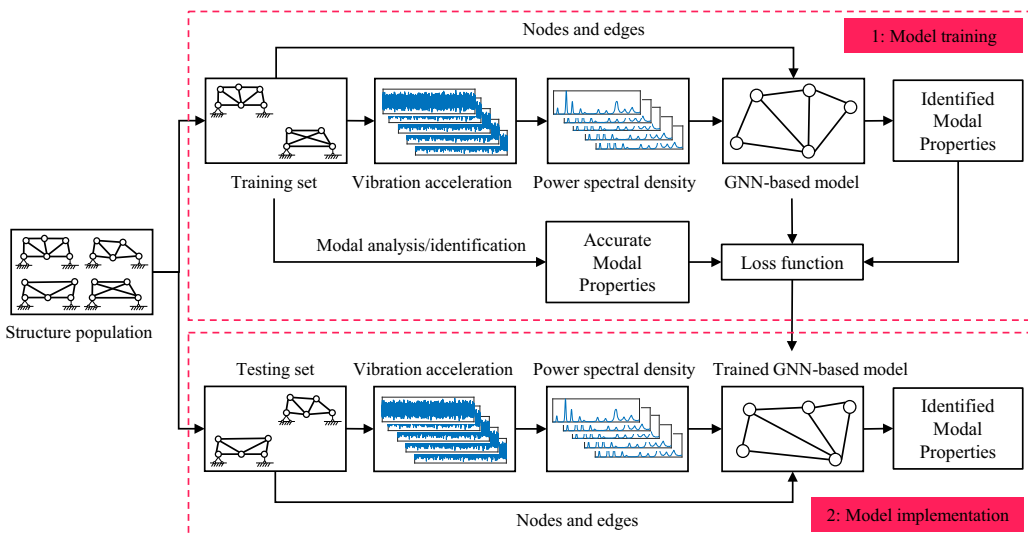 Nodes and edges
1: Model training
Identified
Modal
Properties
Training set
Vibration acceleration
Power spectral density
GNN-based model
Modal analysis/identification
Accurate
Modal
Properties
Loss function
Structure population
Testing set
Vibration acceleration
Power spectral density
Trained GNN-based model
Identified
Modal
Properties
Nodes and edges
2: Model implementation